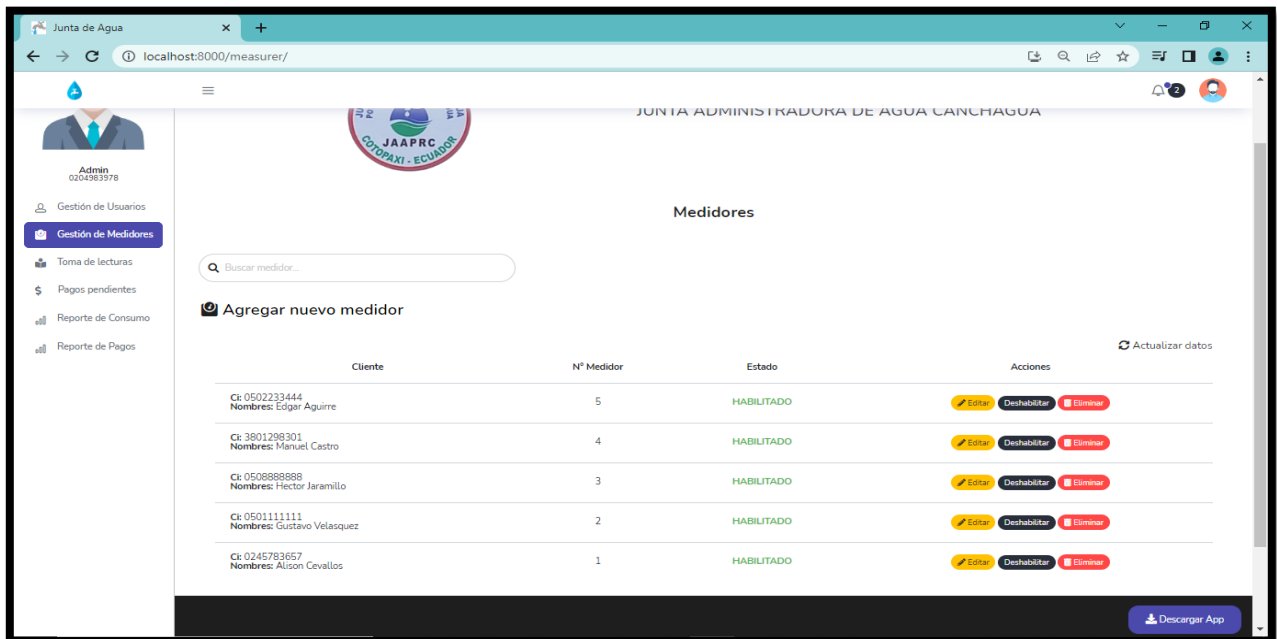 Junta de Agua
localhost:8000/measurer/
2
JAAPRC
COTOPAXI - ECUADOR
JUNTA ADMINISTRADORA DE AGUA CANCHAGUA
Admin
0204983978
Gestión de Usuarios
Gestión de Medidores
Toma de lecturas
Pagos pendientes
Reporte de Consumo
Reporte de Pagos
Medidores
Buscar medidor...
Agregar nuevo medidor
Actualizar datos
Cliente N° Medidor Estado Acciones
Ci: 0502233444
Nombres: Edgar Aguirre
5 HABILITADO Editar Deshabilitar Eliminar
Ci: 3801298301
Nombres: Manuel Castro
4 HABILITADO Editar Deshabilitar Eliminar
Ci: 0508888888
Nombres: Hector Jaramillo
3 HABILITADO Editar Deshabilitar Eliminar
Ci: 0501111111
Nombres: Gustavo Velasquez
2 HABILITADO Editar Deshabilitar Eliminar
Ci: 0245783657
Nombres: Alison Cevallos
1 HABILITADO Editar Deshabilitar Eliminar
Descargar App